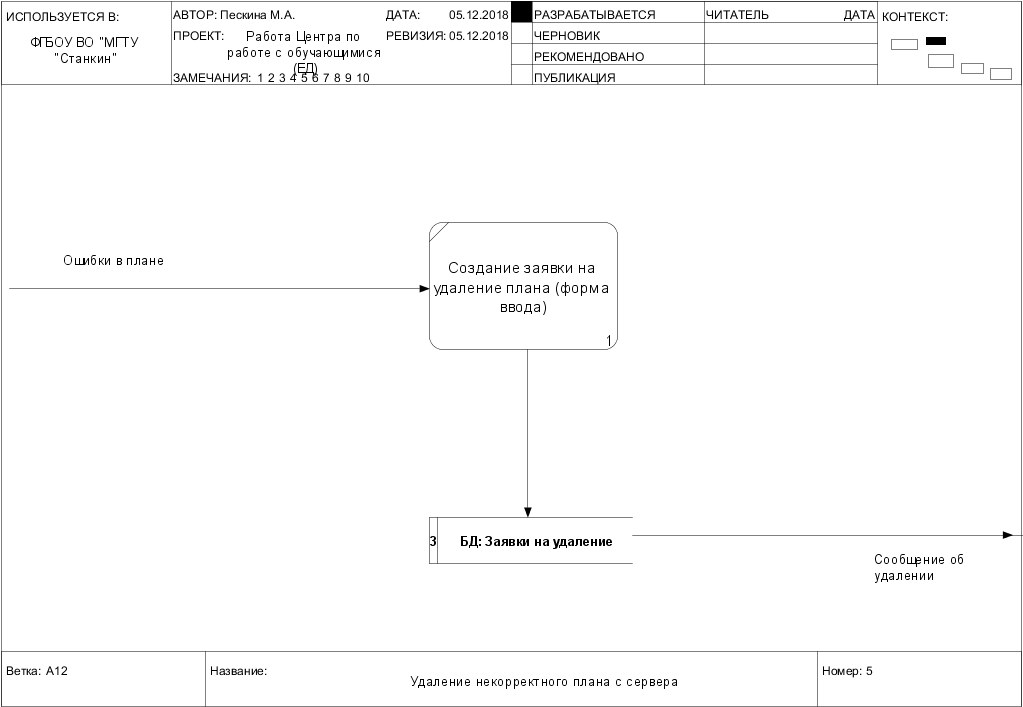 ИСПОЛЬЗУЕТСЯ В:
ФГБОУ ВО "МГТУ
"Станкин"
АВТОР: Пескина М.А.
ДАТА: 05.12.2018
ПРОЕКТ: Работа Центра по
работе с обучающимися
(ЕД)
РЕВИЗИЯ: 05.12.2018
ЗАМЕЧАНИЯ: 1 2 3 4 5 6 7 8 9 10
РАЗРАБАТЫВАЕТСЯ
ЧЕРНОВИК
РЕКОМЕНДОВАНО
ПУБЛИКАЦИЯ
ЧИТАТЕЛЬ ДАТА
КОНТЕКСТ:
Ошибки в плане
Создание заявки на
удаление плана (форма
ввода)
1
3 БД: Заявки на удаление
Сообщение об
удалении
Ветка: A12
Название:
Удаление некорректного плана с сервера
Номер: 5